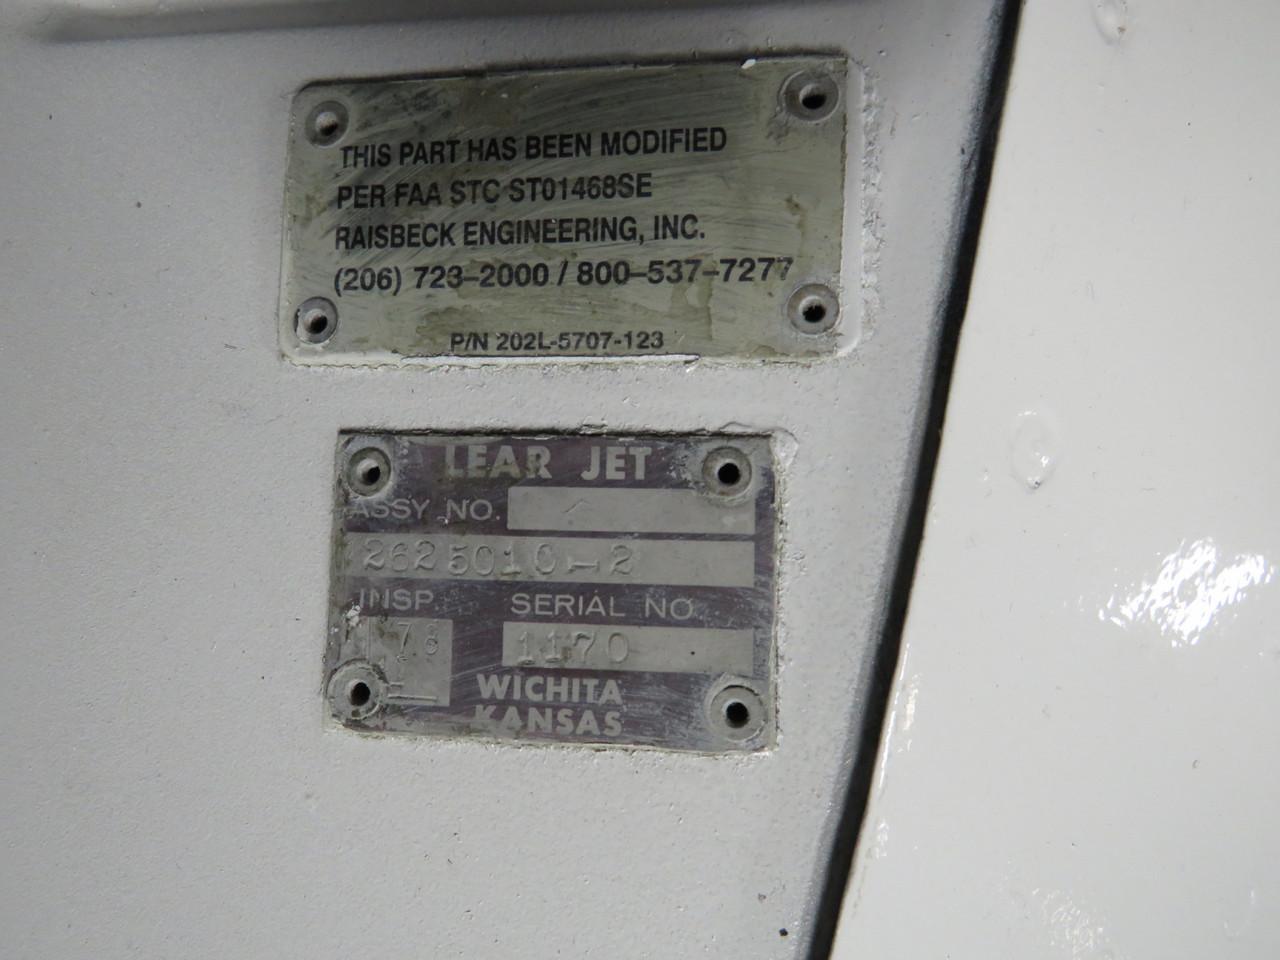 THIS PART HAS BEEN MODIFIED
PER FAA STC ST01468SE
RAISBECK ENGINEERING, INC.
(206) 723-2000 / 800-537-7277
P/N 202L-5707-123
LEAR JET
ASSY NO.
2625010-2
INSP SERIAL NO
1170
WICHITA
KANSAS